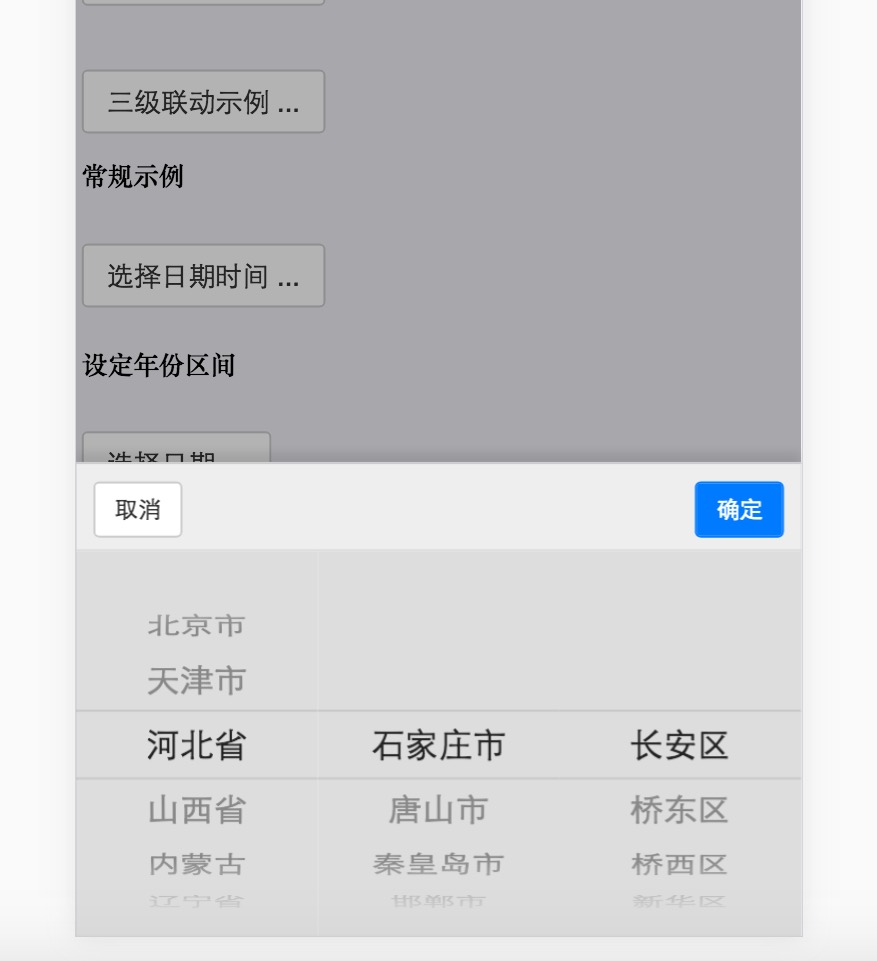 三级联动示例 ...
常规示例
选择日期时间 ...
设定年份区间
选择日期
取消
确定
北京市
天津市
河北省 石家庄市 长安区
山西省 唐山市 桥东区
内蒙古 秦皇岛市 桥西区
辽宁省 邯郸市 新华区